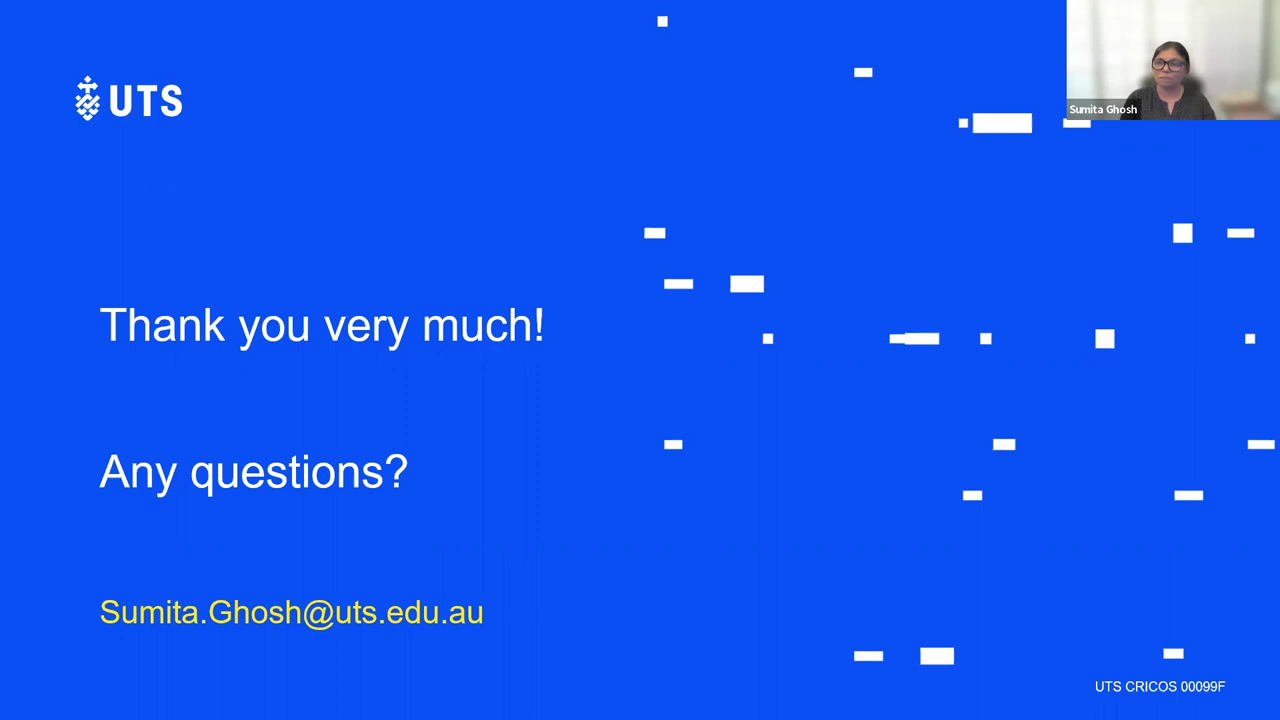 UTS
Sumita Ghosh
Thank you very much!
Any questions?
Sumita.Ghosh@uts.edu.au
UTS CRICOS 00099F